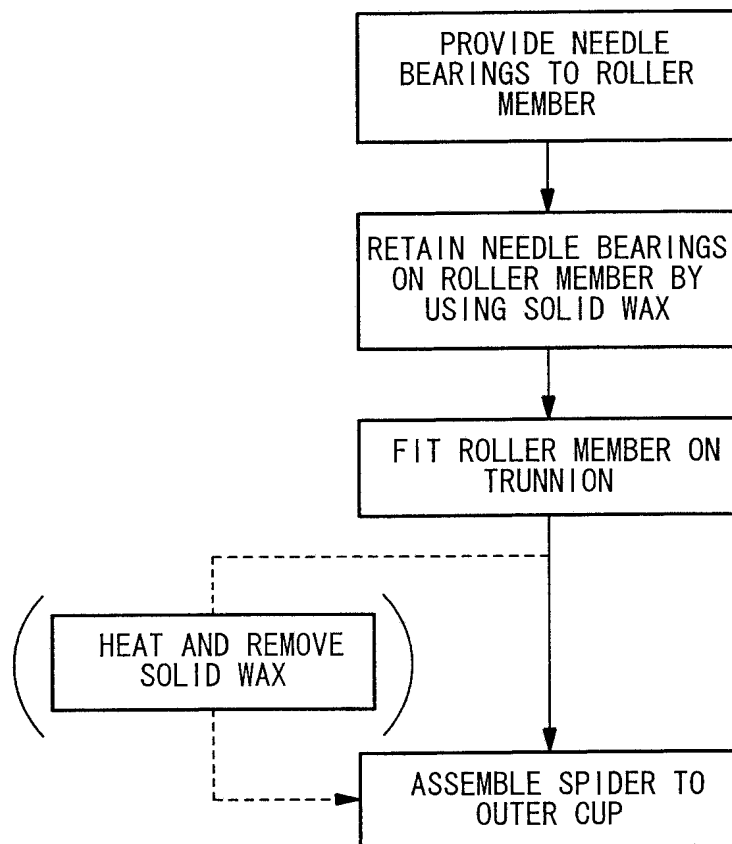 PROVIDE NEEDLE
BEARINGS TO ROLLER
MEMBER
RETAIN NEEDLE BEARINGS
ON ROLLER MEMBER BY
USING SOLID WAX
FIT ROLLER MEMBER ON
TRUNNION
HEAT AND REMOVE
SOLID WAX
ASSEMBLE SPIDER TO
OUTER CUP